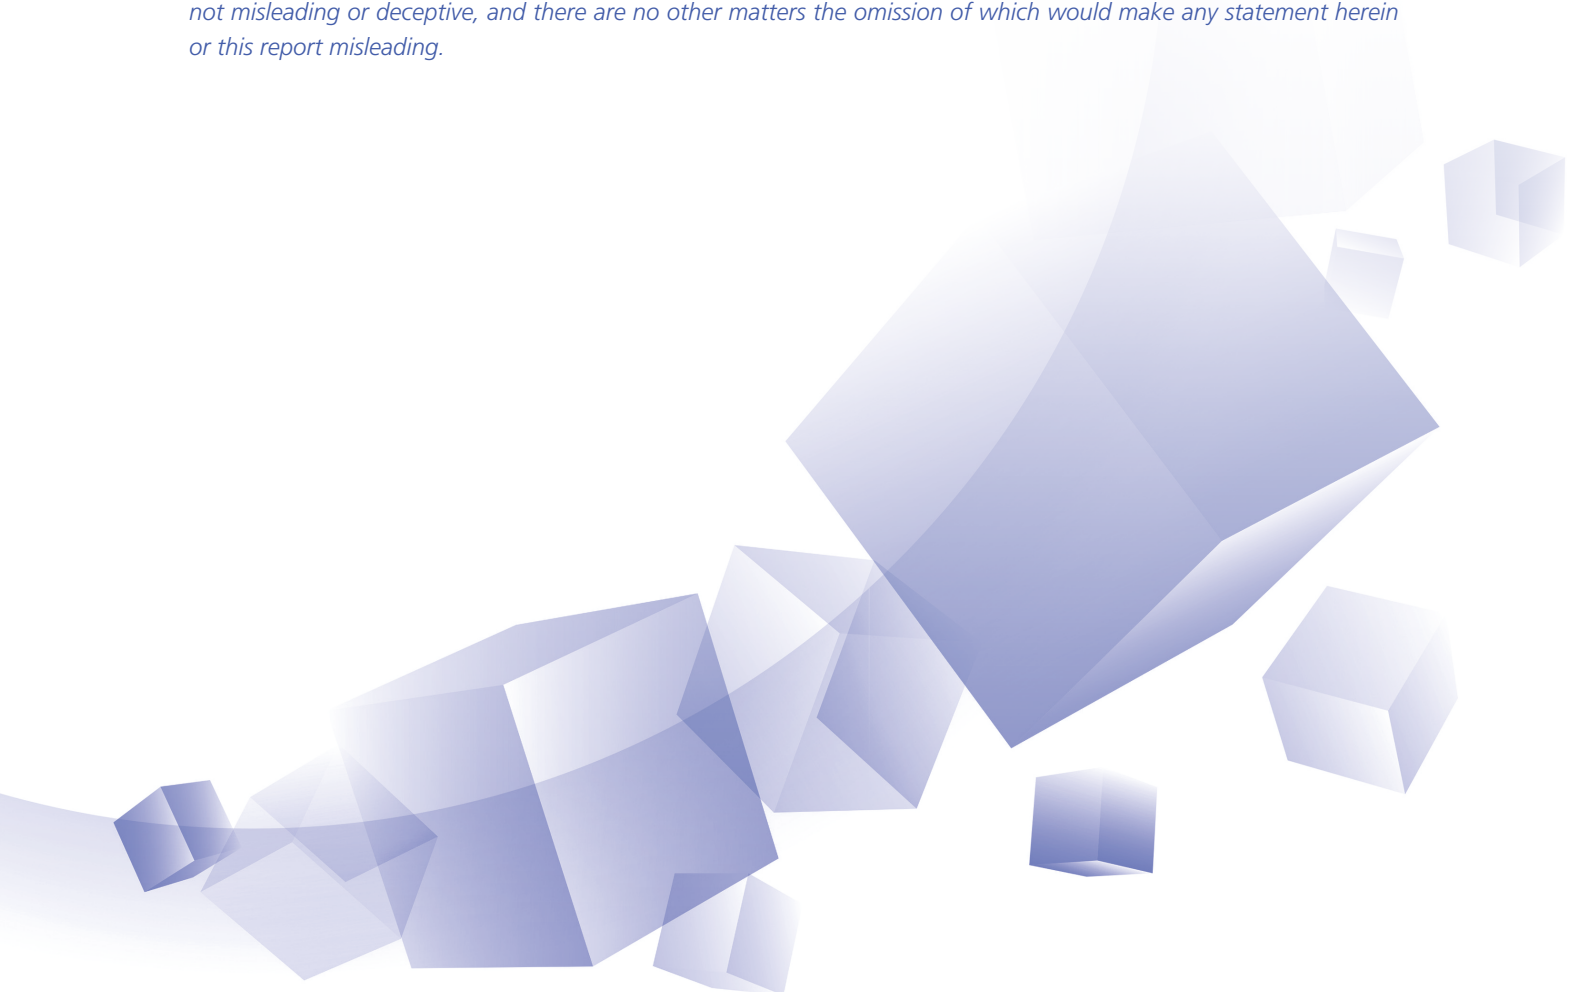 not misleading or deceptive, and there are no other matters the omission of which would make any statement herein
or this report misleading.